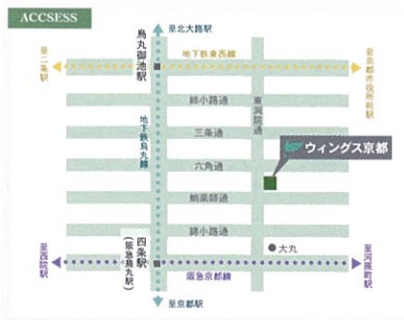 ACCSESS
至北大路駅
烏丸御池駅
地下鉄東西線
至二条駅
至京都市役所前駅
姉小路通
東洞院通
地下鉄烏丸線
三条通
ウィングス京都
六角通
蛸薬師通
錦小路通
大丸
四条駅
(阪急烏丸駅)
至西院駅
阪急京都線
至河原町駅
至京都駅